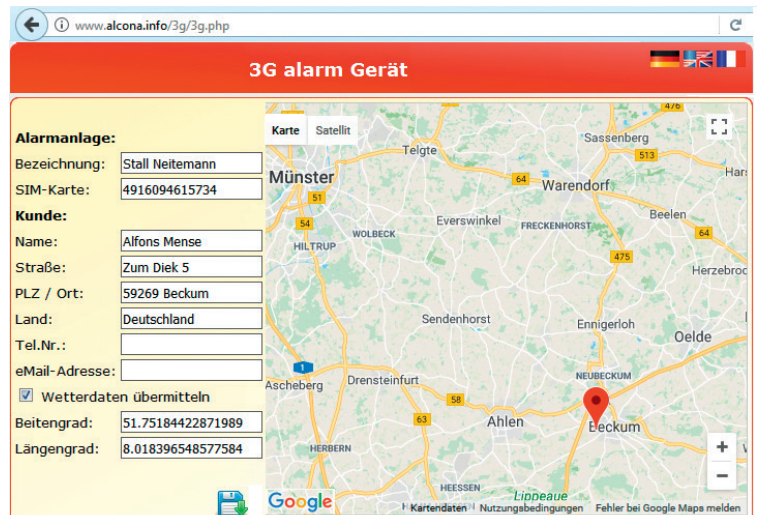 www.alcona.info/3g/3g.php
3G alarm Gerät
Alarmanlage:
Bezeichnung: Stall Neitemann
SIM-Karte: 4916094615734
Kunde:
Name: Alfons Mense
Straße: Zum Diek 5
PLZ / Ort: 59269 Beckum
Land: Deutschland
Tel.Nr.:
eMail-Adresse:
Wetterdaten übermitteln
Beitengrad: 51.75184422871989
Längengrad: 8.018396548577584
Karte Satellit
476
Sassenberg
Telgte
513
Münster
64
Warendorf
51
Beelen
54
Everswinkel
FRECKENHORST
WOLBECK
64
HILTRUP
475
Herzebroc
Sendenhorst
Ennigerloh
Oelde
1
NEUBECKUM
Ascheberg
Drensteinfurt
58
63
Ahlen
Beckum
HERBERN
HEESSEN
Lippeaue
Google
Kartendaten Nutzungsbedingungen Fehler bei Google Maps melden